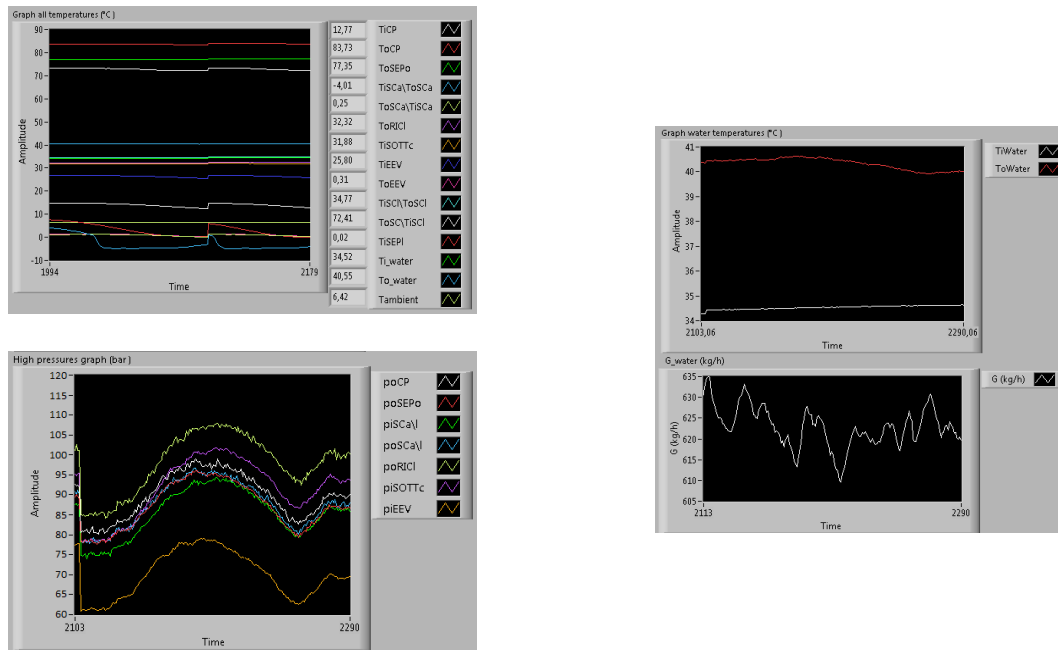 Graph all temperatures (°C )
90
80
70
60
50
40
30
20
10
0
-10
Amplitude
1994
2179
Time
12,77 TiCP
83,73 ToCP
77,35 ToSEPo
-4,01 TiSCa\ToSCa
0,25 ToSCa\TiSCa
32,32 ToRICl
31,88 TiSOTTc
25,80 TiEEV
0,31 ToEEV
34,77 TiSCl\ToSCl
72,41 ToSC\TiSCl
0,02 TiSEPl
34,52 Ti_water
40,55 To_water
6,42 Tambient
High pressures graph (bar )
120
115
110
105
100
95
90
85
80
75
70
65
60
Amplitude
2103
2290
Time
poCP
poSEPo
piSCa\l
poSCa\l
poRICl
piSOTTc
piEEV
Graph water temperatures (°C )
41
40
39
38
37
36
35
34
Amplitude
2103,06
2290,06
Time
TiWater
ToWater
G_water (kg/h)
635
630
625
620
615
610
605
G (kg/h)
2113
2290
Time
G (kg/h)